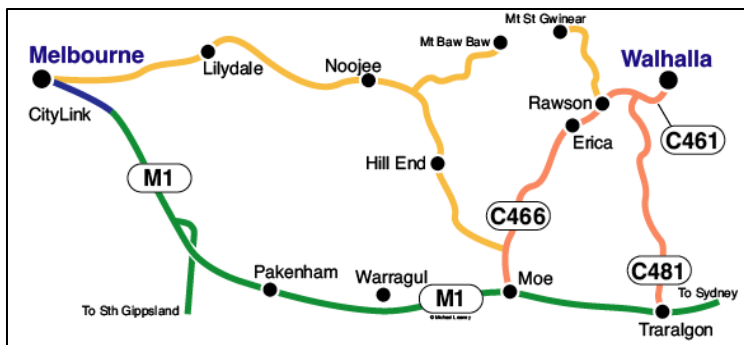 Mt St Gwinear
Melbourne
Mt Baw Baw
Walhalla
Lilydale
Noojee
CityLink
Rawson
Erica
C461
Hill End
M1
C466
Pakenham
Warragul
C481
M1
Moe
To Sydney
To Sth Gippsland
Traralgon